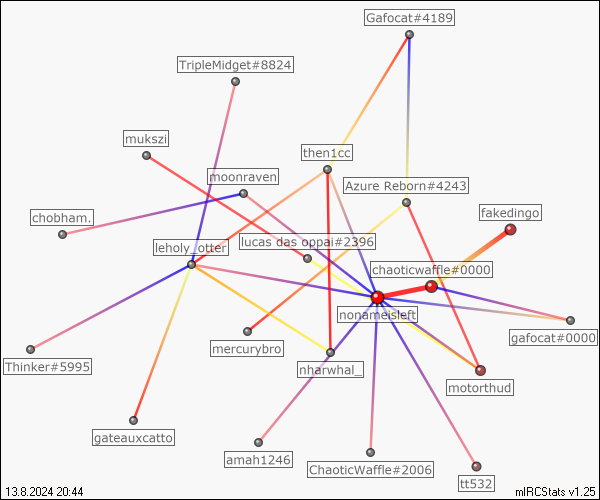 Gafocat#4189
TripleMidget#8824
mukszi
then1cc
moonraven
Azure Reborn#4243
chobham.
fakedingo
lucas das oppai#2396
leholy_otter
chaoticwaffle#0000
nonameisleft
gafocat#0000
mercurybro
Thinker#5995
nharwhal_
motorthud
gateauxcatto
amah1246
ChaoticWaffle#2006
tt532
13.8.2024 20:44
mIRCStats v1.25